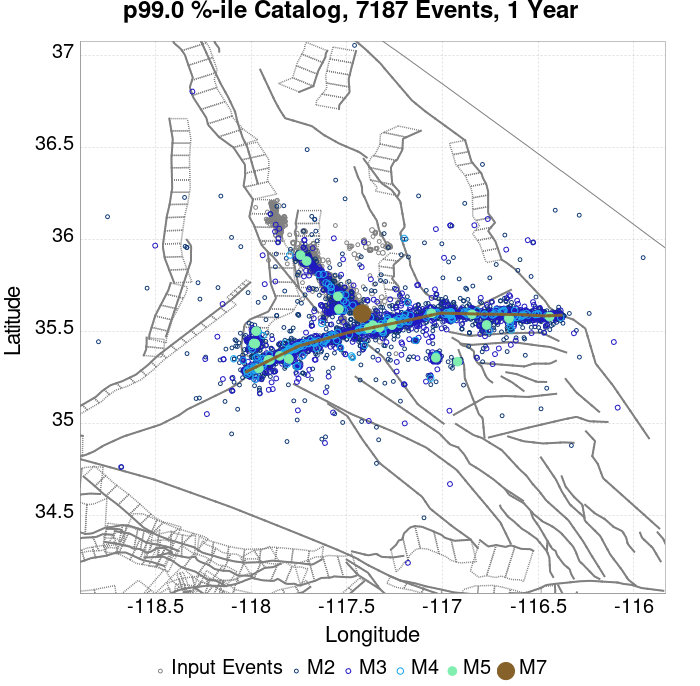 p99.0 %-ile Catalog, 7187 Events, 1 Year
37
36.5
36
35.5
35
34.5
Latitude
-118.5 -118 -117.5 -117 -116.5 -116
Longitude
Input Events M2 M3 M4 M5 M7